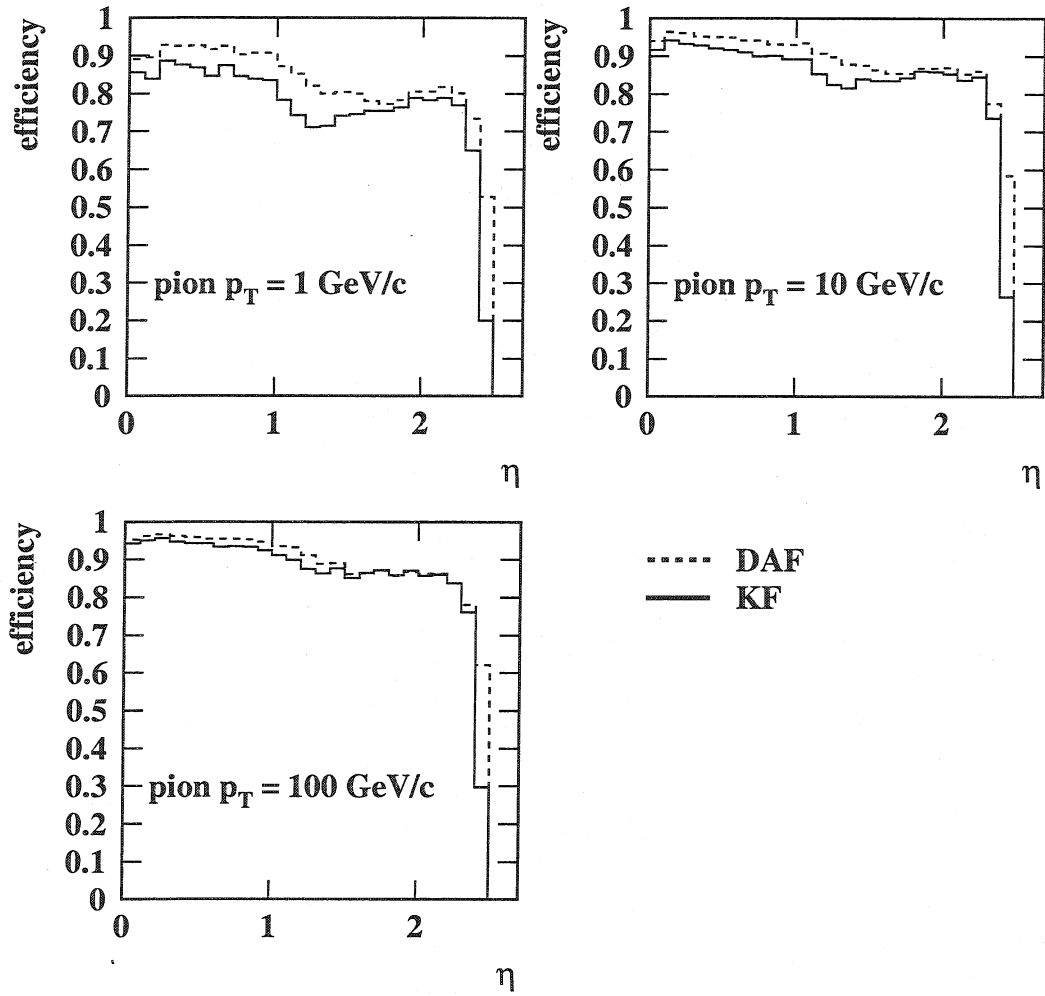 efficiency
1
0.9
0.8
0.7
0.6
0.5
0.4
0.3
0.2
0.1
0
pion p_T = 1 GeV/c
0 1 2
η
efficiency
1
0.9
0.8
0.7
0.6
0.5
0.4
0.3
0.2
0.1
0
pion p_T = 10 GeV/c
0 1 2
η
efficiency
1
0.9
0.8
0.7
0.6
0.5
0.4
0.3
0.2
0.1
0
pion p_T = 100 GeV/c
0 1 2
η
DAF
KF